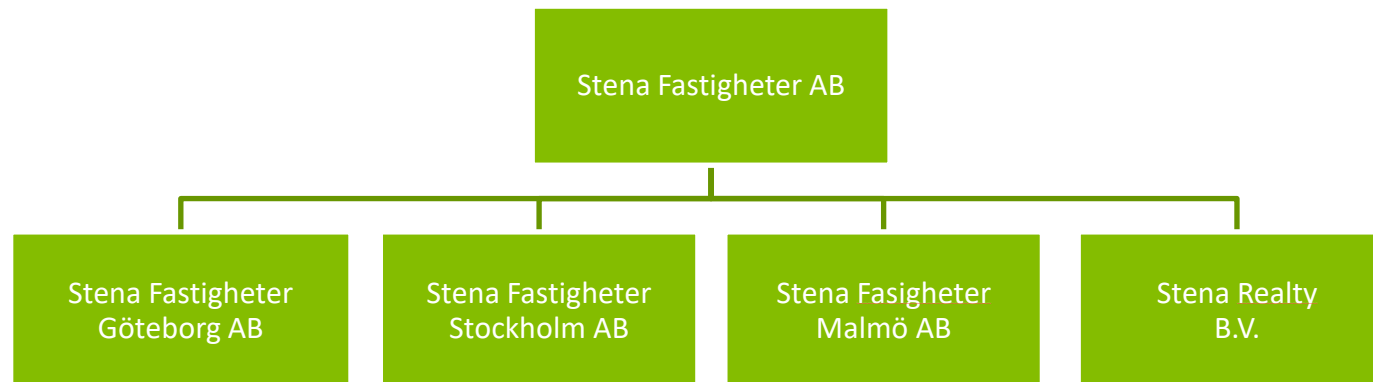 Stena Fastigheter AB
Stena Fastigheter
Göteborg AB
Stena Fastigheter
Stockholm AB
Stena Fasigheter
Malmö AB
Stena Realty
B.V.